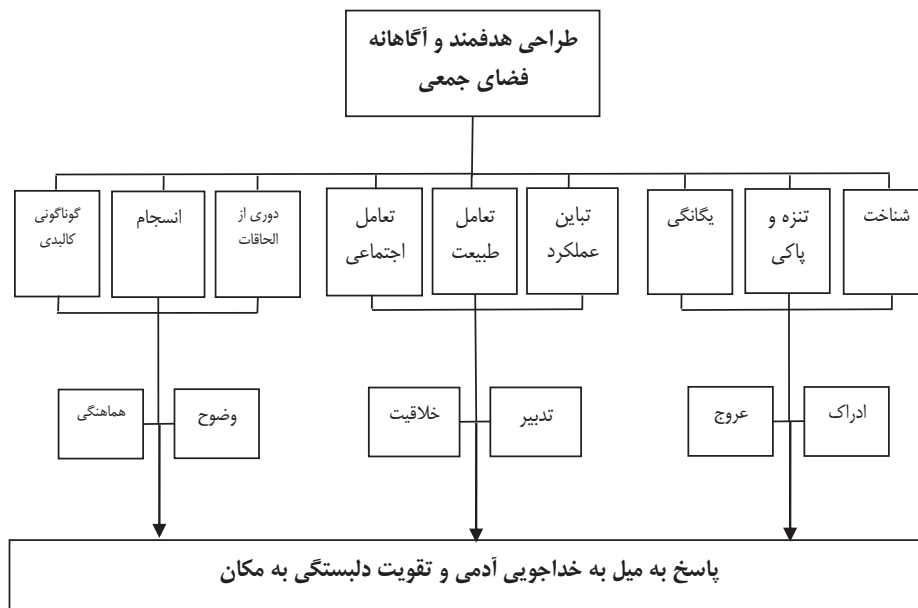 طراحی هدفمند و آگاهانه
فضای جمعی
شناخت
تنزه و
پاکی
یگانگی
تباین
عملکرد
تعامل
طبیعت
تعامل
اجتماعی
دوری از
الحاقات
انسجام
گوناگونی
کالبدی
ادراک
عروج
تدبیر
خلاقیت
وضوح
هماهنگی
پاسخ به میل به خداجویی آدمی و تقویت دلبستگی به مکان